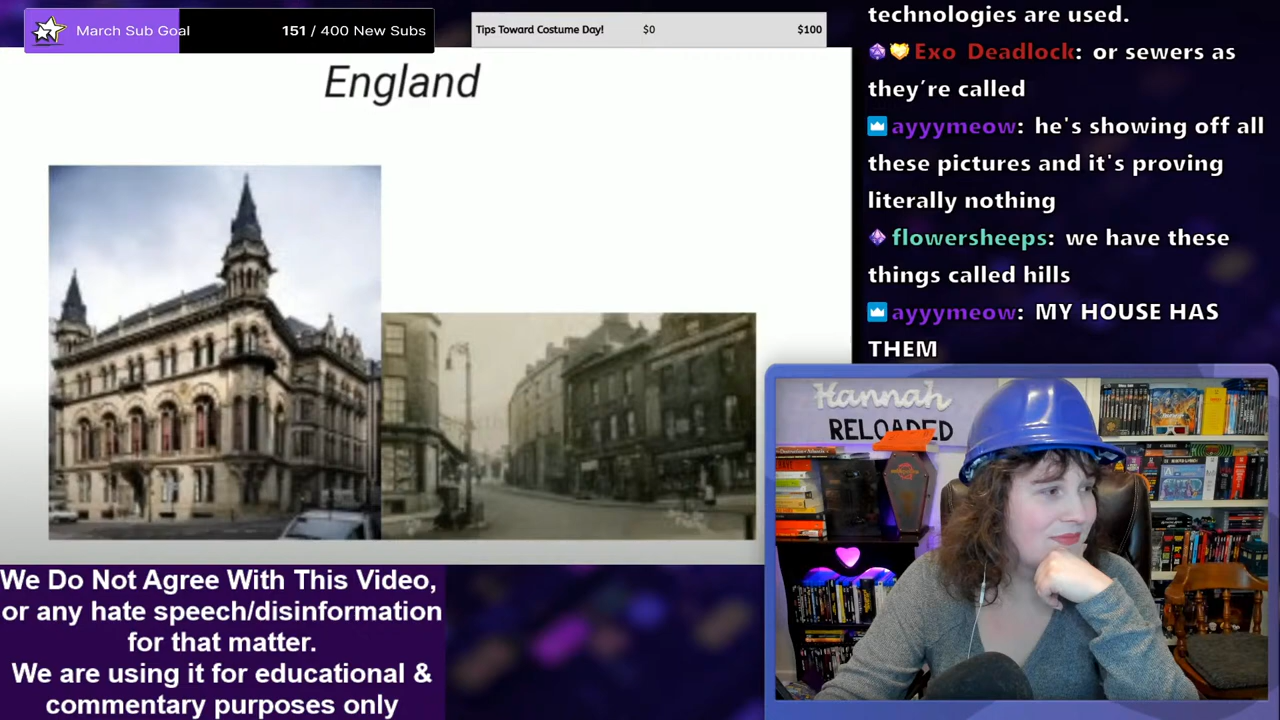 March Sub Goal
151 / 400 New Subs
Tips Toward Costume Day!
$0
$100
England
technologies are used.
Exo Deadlock: or sewers as
they're called
ayyymeow: he's showing off all
these pictures and it's proving
literally nothing
flowersheeps: we have these
things called hills
ayyymeow: MY HOUSE HAS
THEM
Hannah
RELOADED
We Do Not Agree With This Video,
or any hate speech/disinformation
for that matter.
We are using it for educational &
commentary purposes only